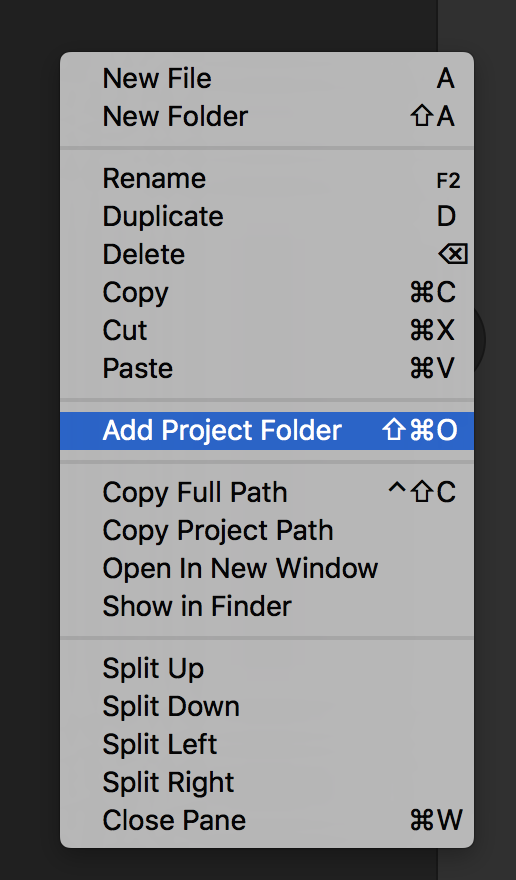 New File A
New Folder ⇧A
Rename F2
Duplicate D
Delete ⌫
Copy ⌘C
Cut ⌘X
Paste ⌘V
Add Project Folder ⇧⌘O
Copy Full Path ^⇧C
Copy Project Path
Open In New Window
Show in Finder
Split Up
Split Down
Split Left
Split Right
Close Pane ⌘W